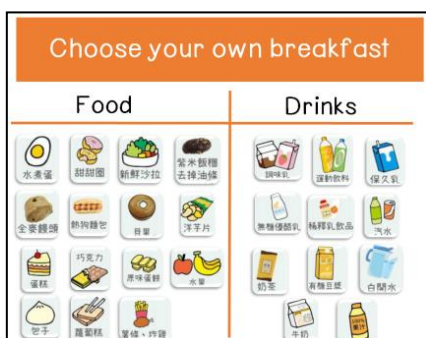 Choose your own breakfast
Food
Drinks
水煮蛋
甜甜圈
新鮮沙拉
紫米飯糰
去掉油條
全麥饅頭
熱狗麵包
貝果
洋芋片
蛋糕
巧克力
原味蛋餅
水果
包子
蘿蔔糕
薯條、炸雞
調味乳
運動飲料
保久乳
無糖優酪乳
稀釋乳飲品
汽水
奶茶
有糖豆漿
白開水
牛奶
100%
果汁